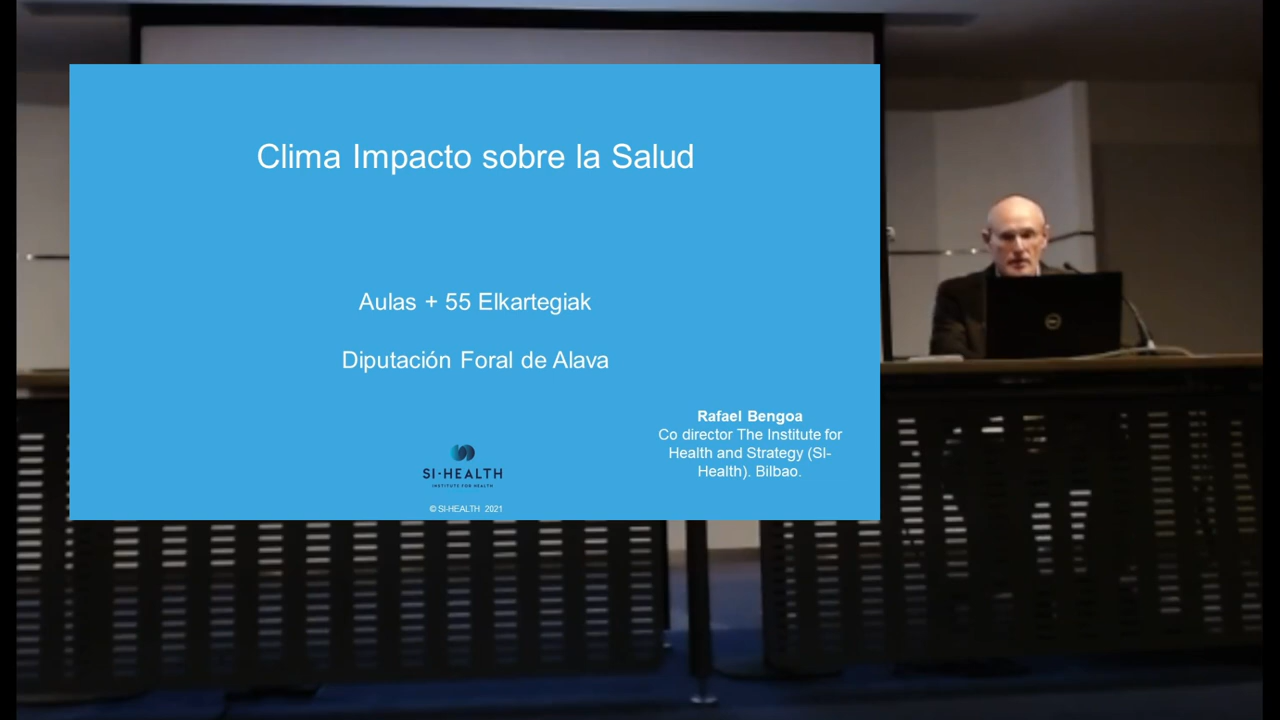 Clima Impacto sobre la Salud
Aulas + 55 Elkartegiak
Diputación Foral de Alava
Rafael Bengoa
Co director The Institute for
Health and Strategy (SI-
Health). Bilbao.
SI-HEALTH
INSTITUTE FOR HEALTH
© SI-HEALTH 2021
DELL